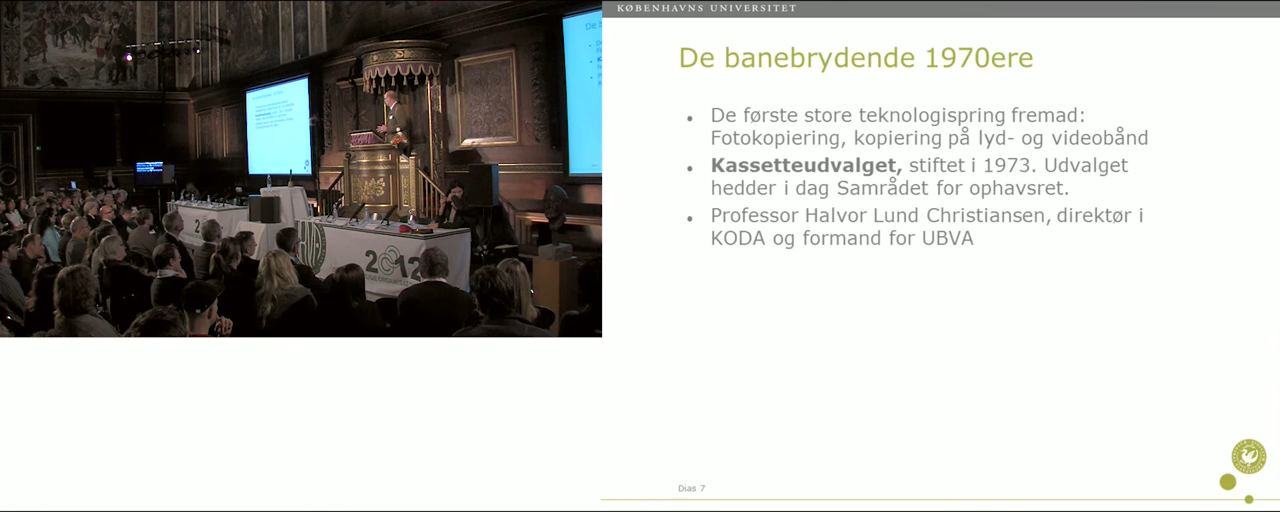 KØBENHAVNS UNIVERSITET
De banebrydende 1970ere
• De første store teknologispring fremad:
Fotokopiering, kopiering på lyd- og videobånd
• Kassetteudvalget, stiftet i 1973. Udvalget
hedder i dag Samrådet for ophavsret.
• Professor Halvor Lund Christiansen, direktør i
KODA og formand for UBVA
Dias 7
2012